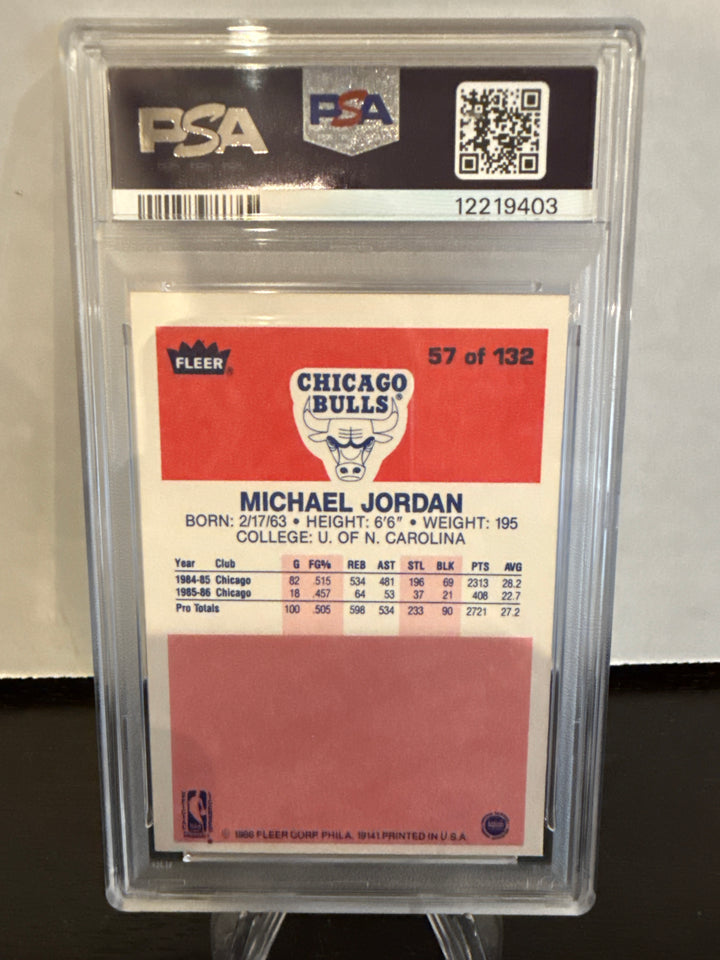 PSA PSA
12219403
FLEER®
57 of 132
CHICAGO
BULLS®
MICHAEL JORDAN
BORN: 2/17/63 • HEIGHT: 6'6" • WEIGHT: 195
COLLEGE: U. OF N. CAROLINA
Year Club G FG% REB AST STL BLK PTS AVG
1984-85 Chicago 82 .515 534 481 196 69 2313 28.2
1985-86 Chicago 18 .457 64 53 37 21 408 22.7
Pro Totals 100 .505 598 534 233 90 2721 27.2
© 1986 FLEER CORP. PHILA. 19141 PRINTED IN U.S.A.